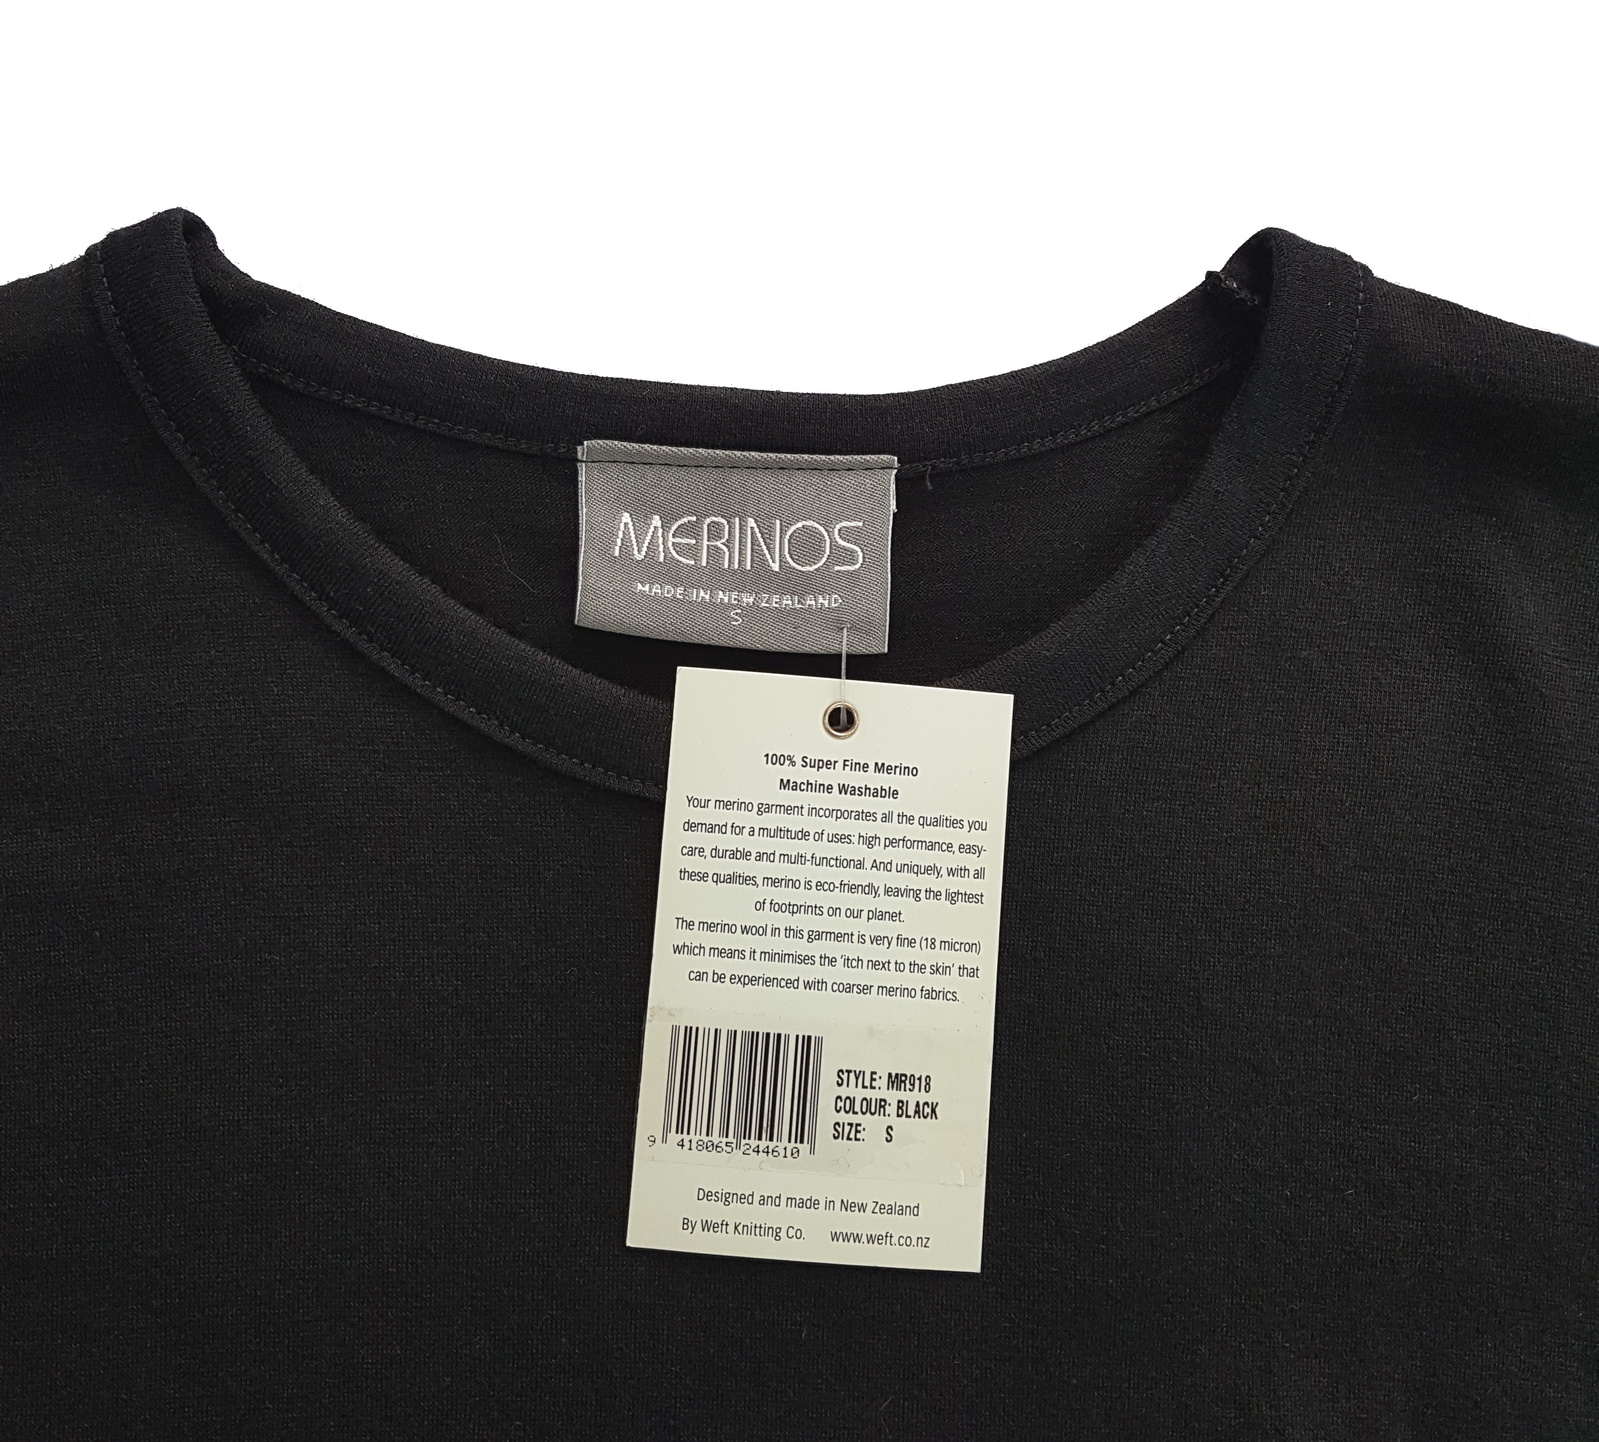 MERINOS
MADE IN NEW ZEALAND
S
100% Super Fine Merino
Machine Washable
Your merino garment incorporates all the qualities you
demand for a multitude of uses: high performance, easy-
care, durable and multi-functional. And uniquely, with all
these qualities, merino is eco-friendly, leaving the lightest
of footprints on our planet.
The merino wool in this garment is very fine (18 micron)
which means it minimises the ‘itch next to the skin’ that
can be experienced with coarser merino fabrics.
STYLE: MR918
COLOUR: BLACK
SIZE: S
9 418065 244610
Designed and made in New Zealand
By Weft Knitting Co. www.weft.co.nz